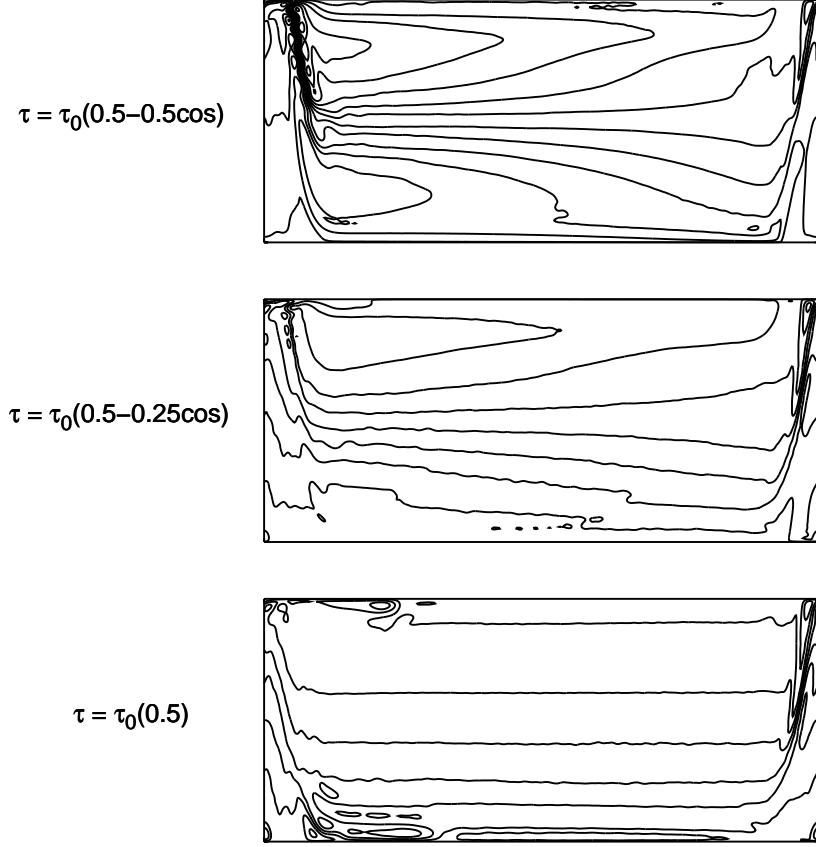 τ = τ₀(0.5−0.5cos)
τ = τ₀(0.5−0.25cos)
τ = τ₀(0.5)